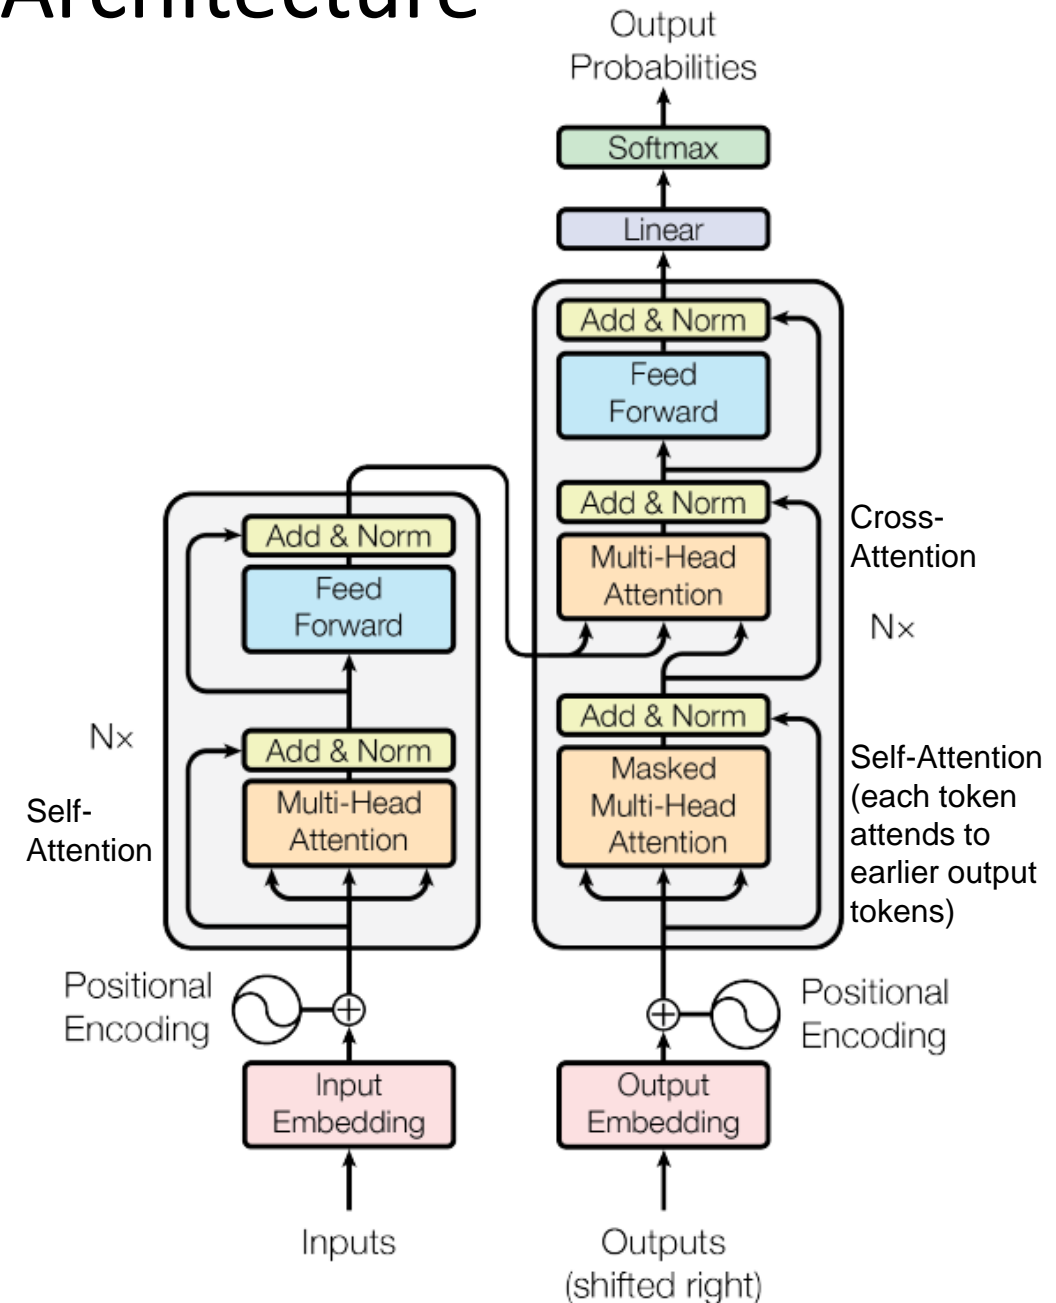 Architecture
Output
Probabilities
Softmax
Linear
Add & Norm
Feed
Forward
Add & Norm
Multi-Head
Attention
Cross-
Attention
N×
Add & Norm
Masked
Multi-Head
Attention
Self-Attention
(each token
attends to
earlier output
tokens)
Add & Norm
Feed
Forward
N×
Add & Norm
Multi-Head
Attention
Self-
Attention
Positional
Encoding
Positional
Encoding
Input
Embedding
Output
Embedding
Inputs
Outputs
(shifted right)